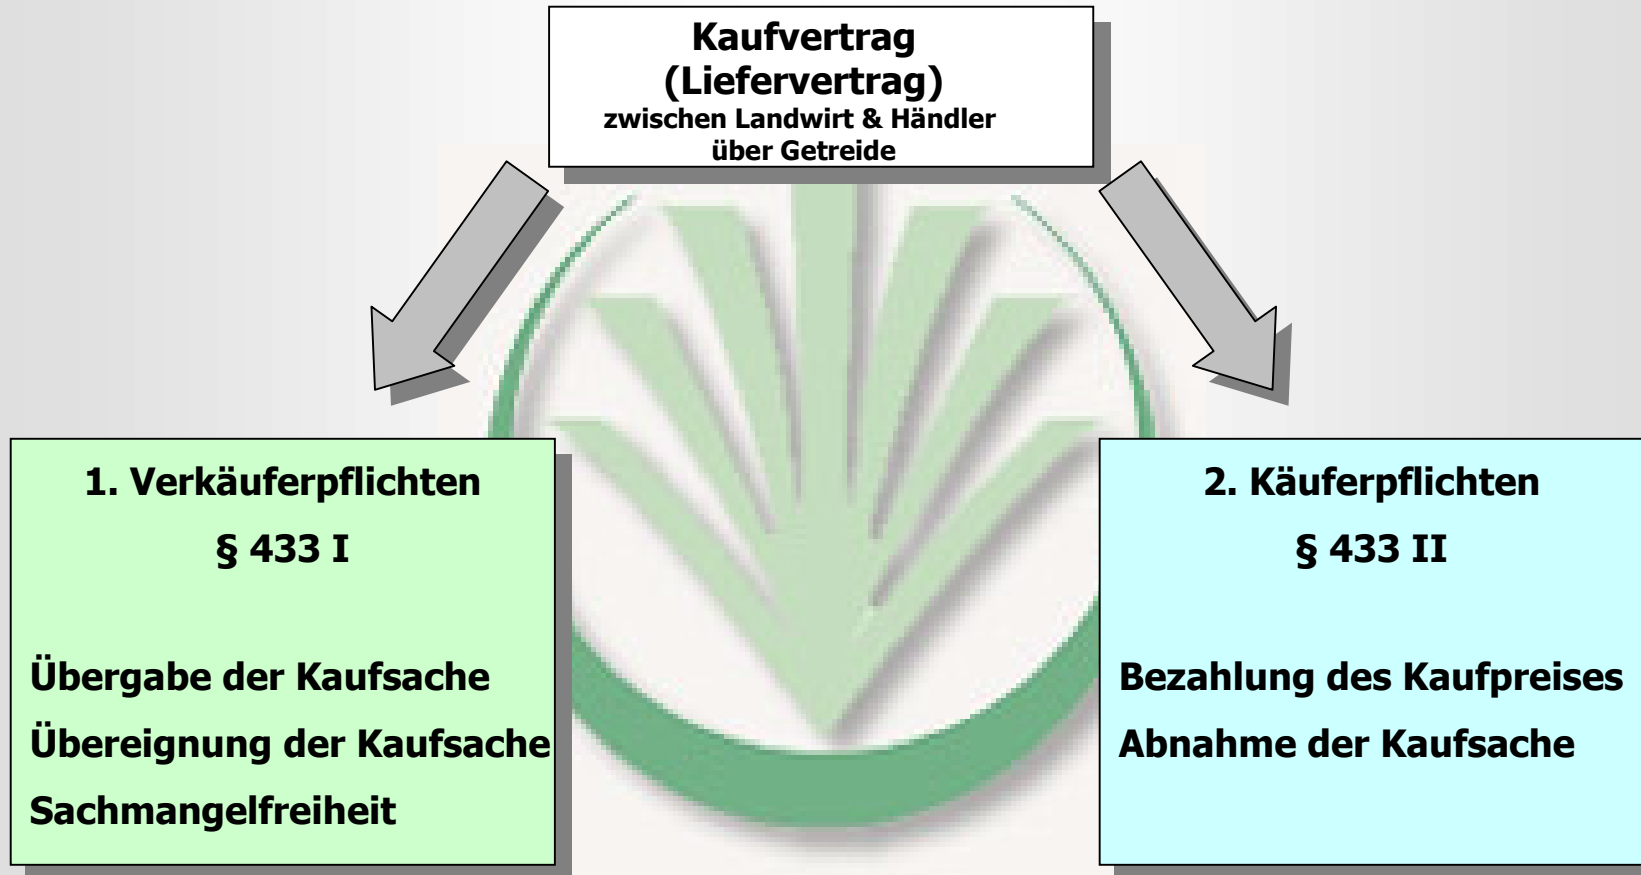 Kaufvertrag
(Liefervertrag)
zwischen Landwirt & Händler
über Getreide
1. Verkäuferpflichten
§ 433 I
Übergabe der Kaufsache
Übereignung der Kaufsache
Sachmangelfreiheit
2. Käuferpflichten
§ 433 II
Bezahlung des Kaufpreises
Abnahme der Kaufsache